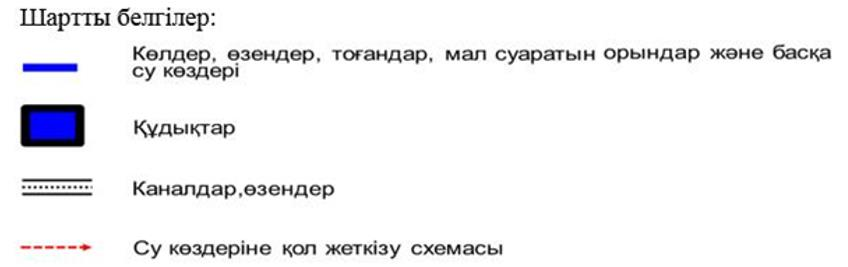 Шартты белгілер:
Көлдер, өзендер, тоғандар, мал суаратын орындар және басқа
су көздері
Құдықтар
Каналдар,өзендер
Су көздеріне қол жеткізу схемасы